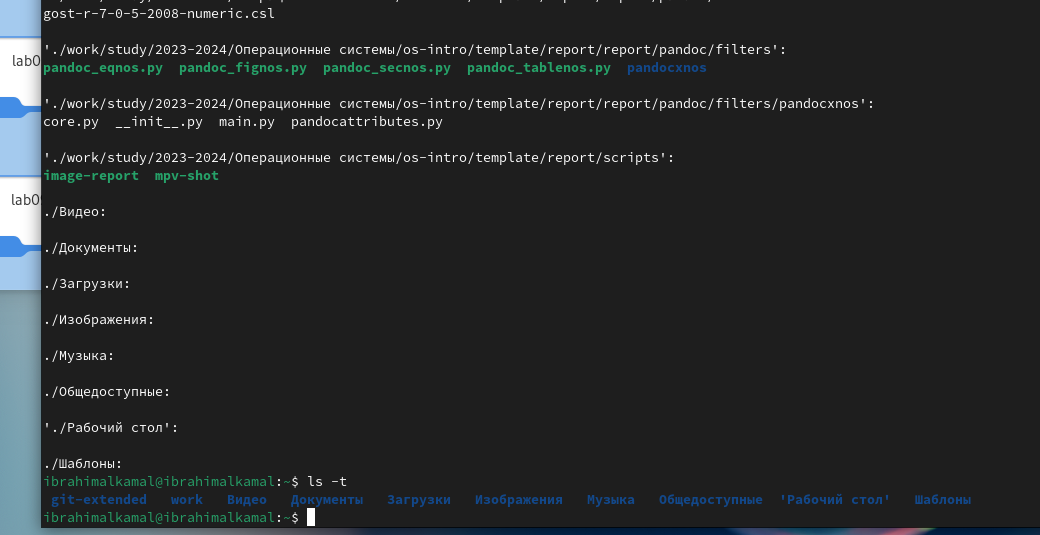 gost-r-7-0-5-2008-numeric.csl
'./work/study/2023-2024/Операционные системы/os-intro/template/report/report/pandoc/filters':
pandoc_eqnos.py  pandoc_fignos.py  pandoc_secnos.py  pandoc_tablenos.py  pandocxnos
'./work/study/2023-2024/Операционные системы/os-intro/template/report/report/pandoc/filters/pandocxnos':
core.py  __init__.py  main.py  pandocattributes.py
'./work/study/2023-2024/Операционные системы/os-intro/template/report/scripts':
image-report  mpv-shot
./Видео:
./Документы:
./Загрузки:
./Изображения:
./Музыка:
./Общедоступные:
'./Рабочий стол':
./Шаблоны:
ibrahimalkamal@ibrahimalkamal:~$ ls -t
git-extended   work   Видео   Документы   Загрузки   Изображения   Музыка   Общедоступные  'Рабочий стол'   Шаблоны
ibrahimalkamal@ibrahimalkamal:~$